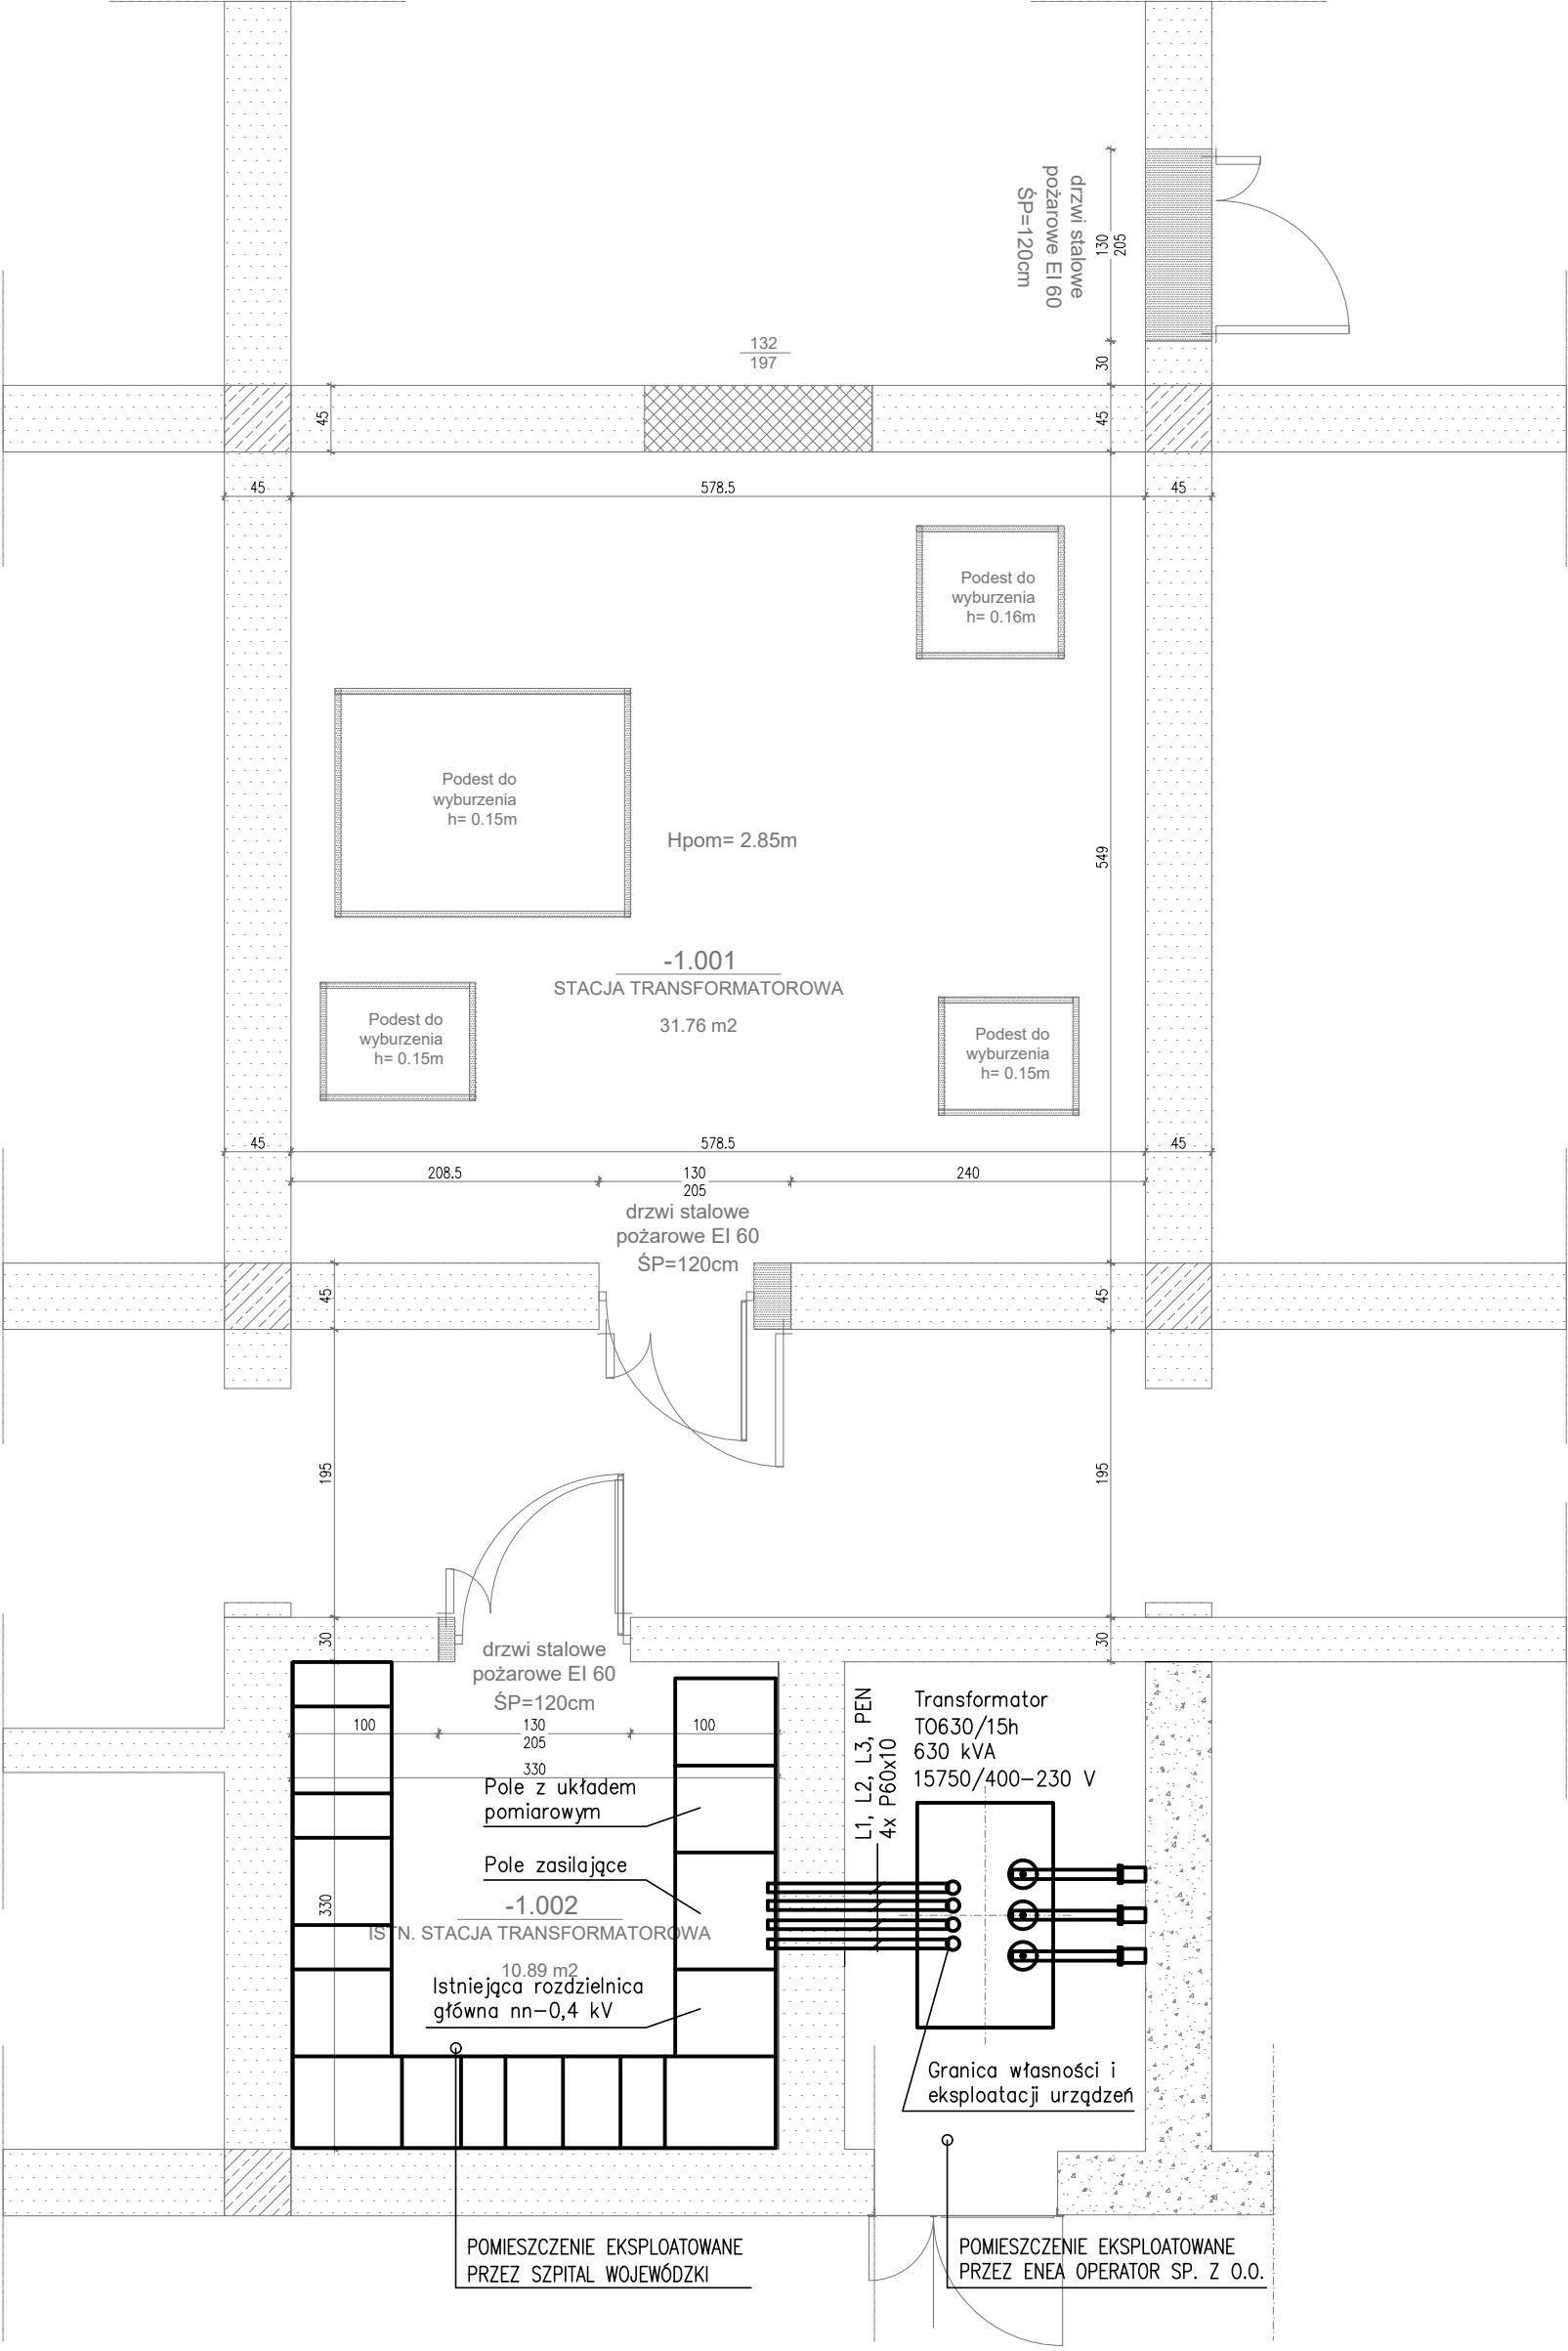 drzwi stalowe
pożarowe EI 60
ŚP=120cm
130
205
132
197
30
45
45
45
578.5
45
Podest do
wyburzenia
h= 0.16m
Podest do
wyburzenia
h= 0.15m
Hpom= 2.85m
549
-1.001
STACJA TRANSFORMATOROWA
31.76 m2
Podest do
wyburzenia
h= 0.15m
Podest do
wyburzenia
h= 0.15m
45
578.5
45
208.5
130
205
240
drzwi stalowe
pożarowe EI 60
ŚP=120cm
45
45
195
195
30
30
drzwi stalowe
pożarowe EI 60
ŚP=120cm
100
130
205
100
330
Pole z układem
pomiarowym
Pole zasilające
330
-1.002
ISTN. STACJA TRANSFORMATOROWA
10.89 m2
Istniejąca rozdzielnica
główna nn-0,4 kV
L1, L2, L3, PEN
4x P60x10
Transformator
TO630/15h
630 kVA
15750/400-230 V
Granica własności i
eksploatacji urządzeń
POMIESZCZENIE EKSPLOATOWANE
PRZEZ SZPITAL WOJEWÓDZKI
POMIESZCZENIE EKSPLOATOWANE
PRZEZ ENEA OPERATOR SP. Z O.O.